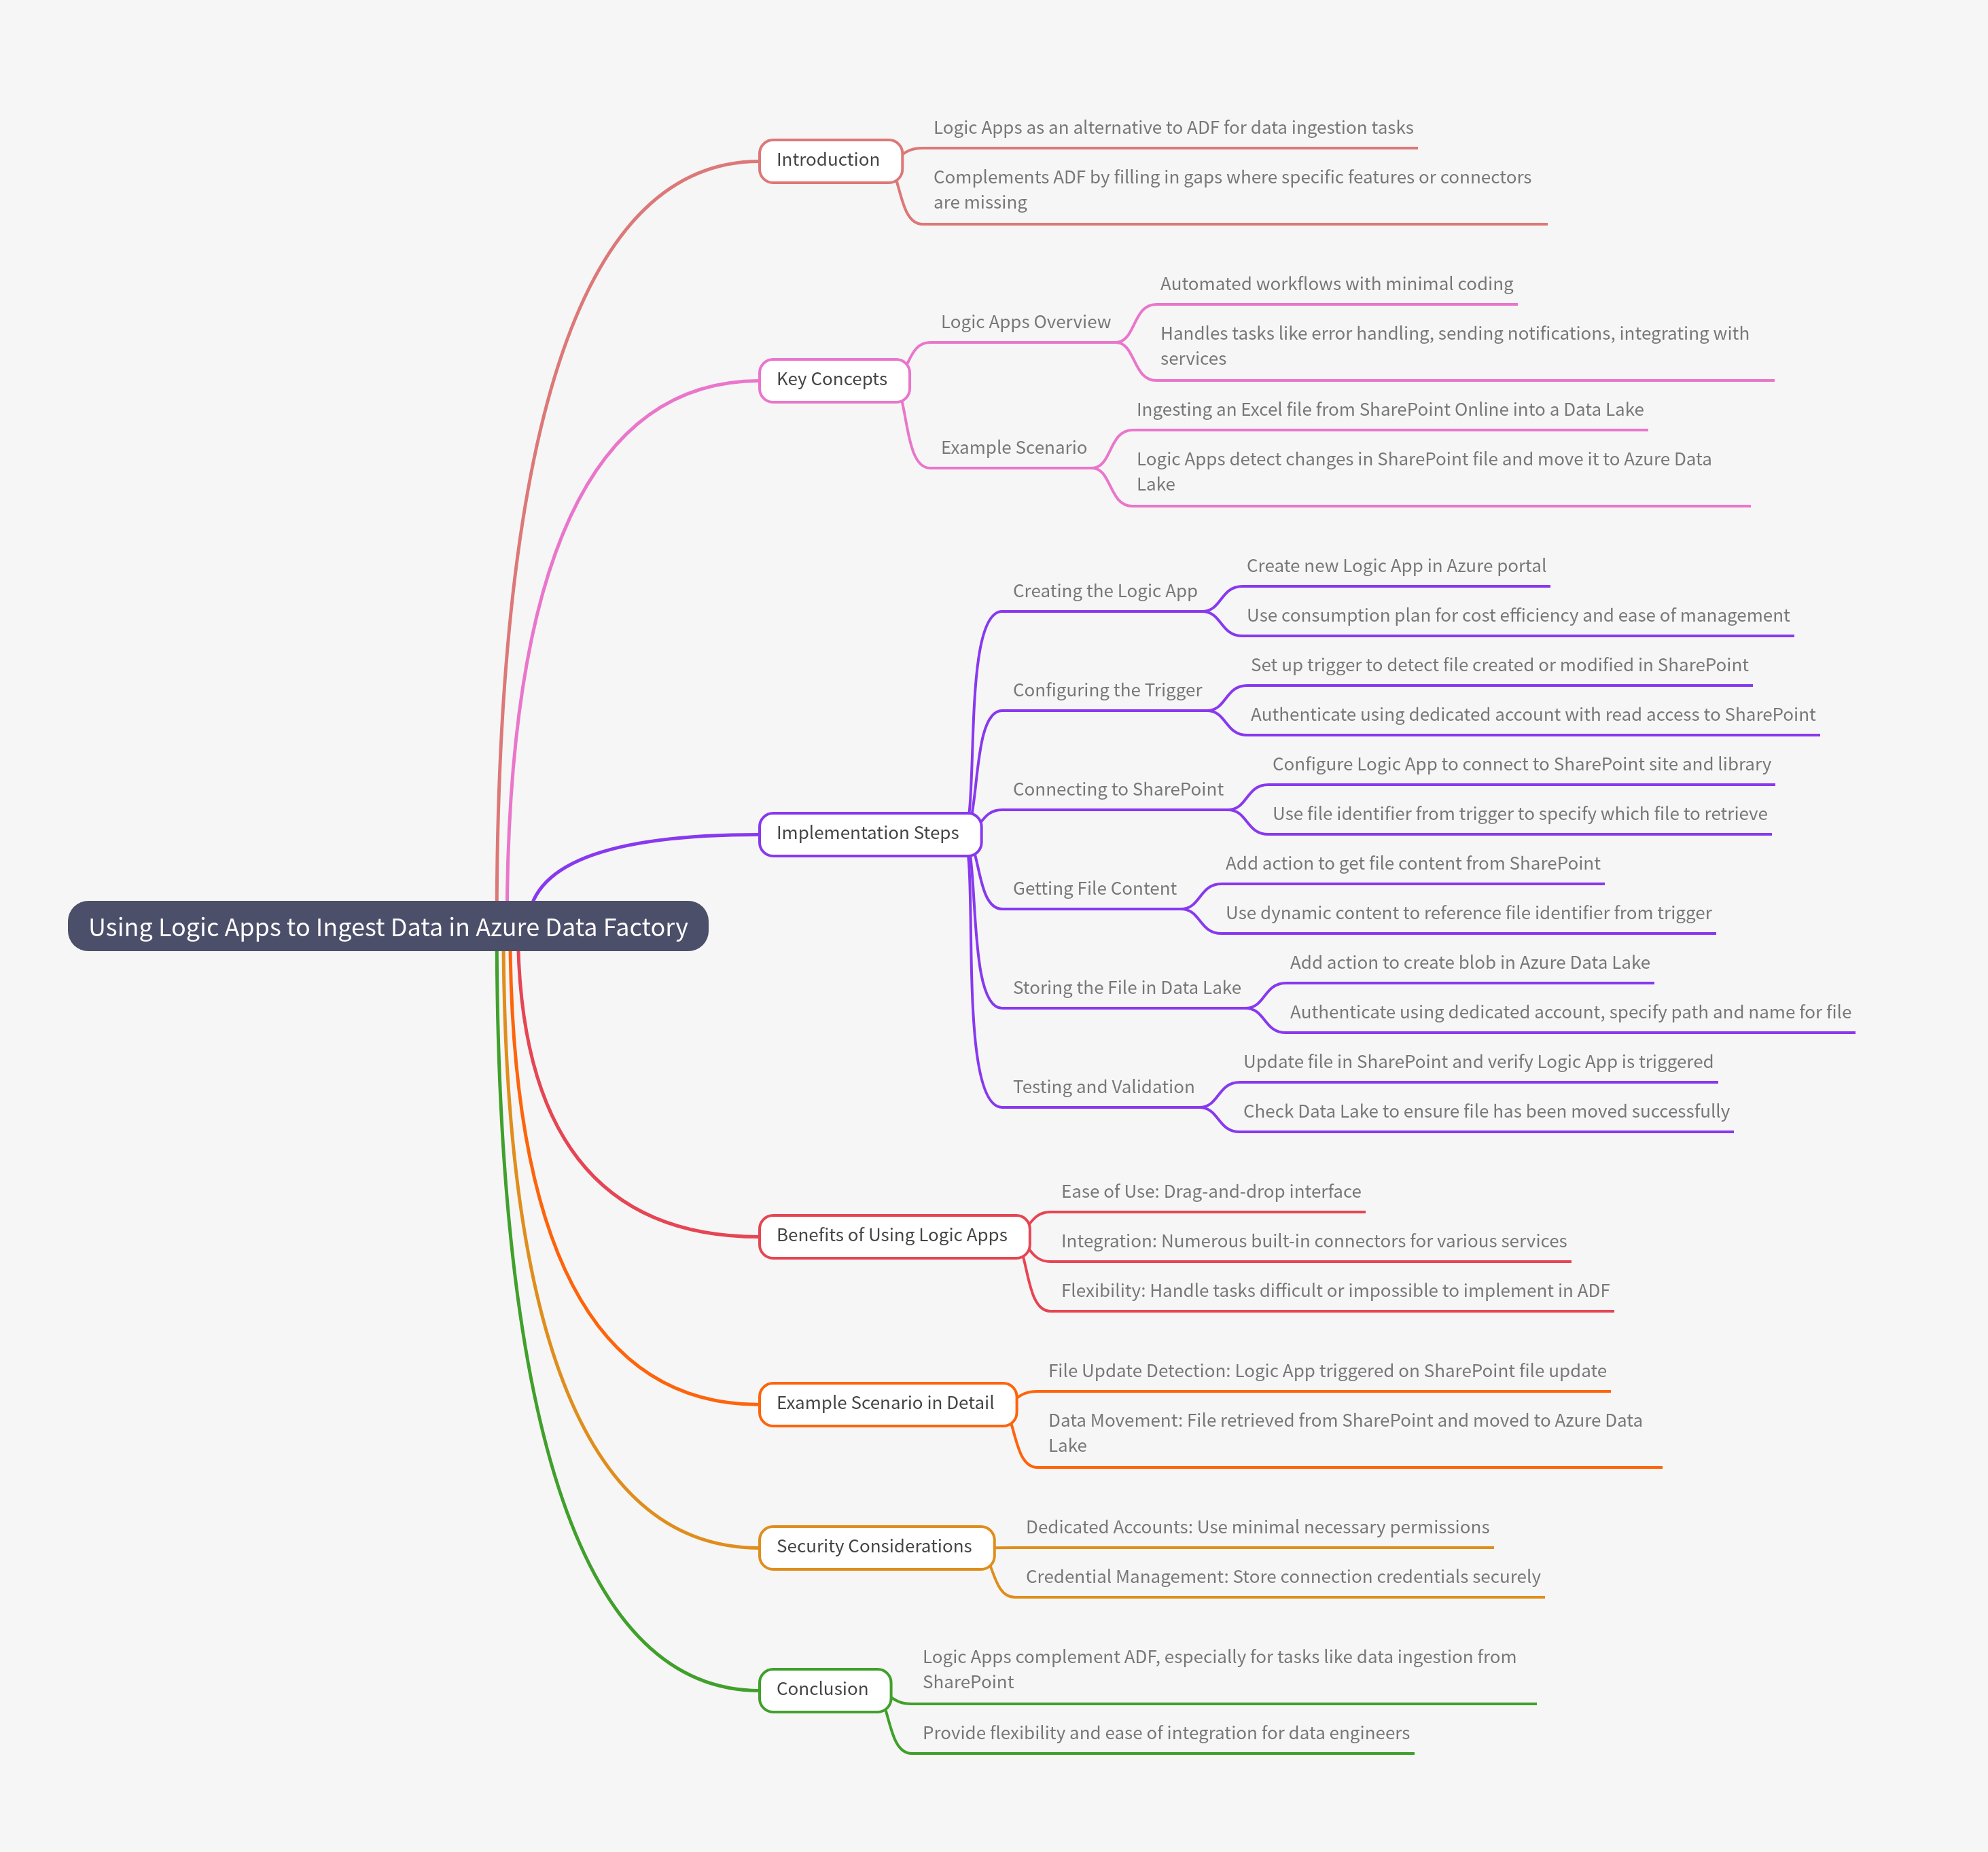 Using Logic Apps to Ingest Data in Azure Data Factory
Introduction
Logic Apps as an alternative to ADF for data ingestion tasks
Complements ADF by filling in gaps where specific features or connectors
are missing
Key Concepts
Logic Apps Overview
Automated workflows with minimal coding
Handles tasks like error handling, sending notifications, integrating with
services
Example Scenario
Ingesting an Excel file from SharePoint Online into a Data Lake
Logic Apps detect changes in SharePoint file and move it to Azure Data
Lake
Implementation Steps
Creating the Logic App
Create new Logic App in Azure portal
Use consumption plan for cost efficiency and ease of management
Configuring the Trigger
Set up trigger to detect file created or modified in SharePoint
Authenticate using dedicated account with read access to SharePoint
Connecting to SharePoint
Configure Logic App to connect to SharePoint site and library
Use file identifier from trigger to specify which file to retrieve
Getting File Content
Add action to get file content from SharePoint
Use dynamic content to reference file identifier from trigger
Storing the File in Data Lake
Add action to create blob in Azure Data Lake
Authenticate using dedicated account, specify path and name for file
Testing and Validation
Update file in SharePoint and verify Logic App is triggered
Check Data Lake to ensure file has been moved successfully
Benefits of Using Logic Apps
Ease of Use: Drag-and-drop interface
Integration: Numerous built-in connectors for various services
Flexibility: Handle tasks difficult or impossible to implement in ADF
Example Scenario in Detail
File Update Detection: Logic App triggered on SharePoint file update
Data Movement: File retrieved from SharePoint and moved to Azure Data
Lake
Security Considerations
Dedicated Accounts: Use minimal necessary permissions
Credential Management: Store connection credentials securely
Conclusion
Logic Apps complement ADF, especially for tasks like data ingestion from
SharePoint
Provide flexibility and ease of integration for data engineers